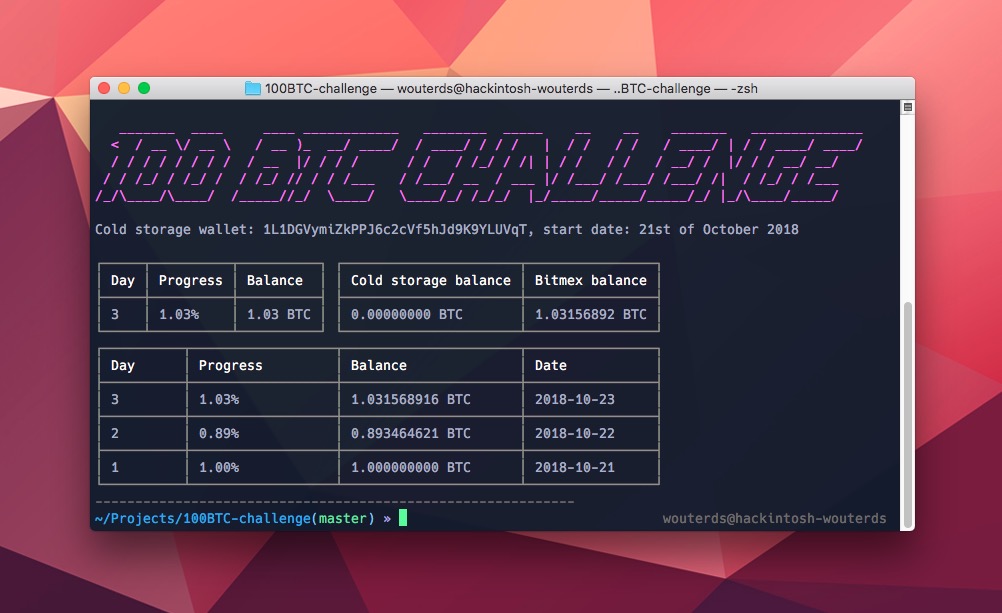 100BTC-challenge — wouterds@hackintosh-wouterds — ..BTC-challenge — -zsh
100 BTC CHALLENGE
Cold storage wallet: 1L1DGVymiZkPPJ6c2cVf5hJd9K9YLUVqT, start date: 21st of October 2018
Day Progress Balance Cold storage balance Bitmex balance
3 1.03% 1.03 BTC 0.00000000 BTC 1.03156892 BTC
Day Progress Balance Date
3 1.03% 1.031568916 BTC 2018-10-23
2 0.89% 0.893464621 BTC 2018-10-22
1 1.00% 1.000000000 BTC 2018-10-21
~/Projects/100BTC-challenge(master) » wouterds@hackintosh-wouterds